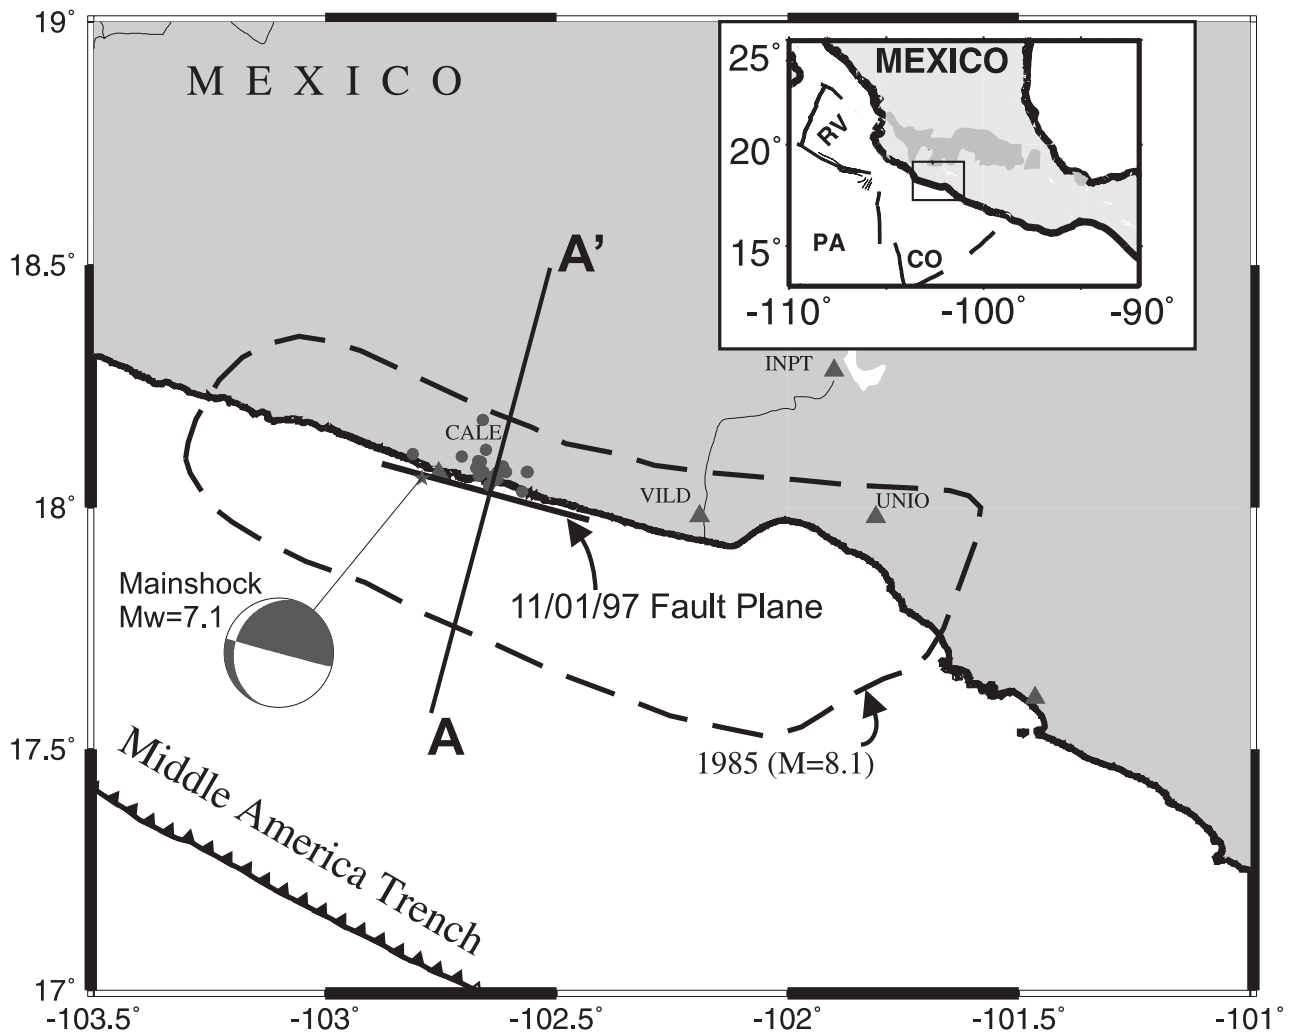 19°
18.5°
18°
17.5°
17°
-103.5°
-103°
-102.5°
-102°
-101.5°
-101°
M E X I C O
A'
A
CALE
INPT
VILD
UNIO
Mainshock
Mw=7.1
11/01/97 Fault Plane
1985 (M=8.1)
Middle America Trench
25°
20°
15°
-110°
-100°
-90°
MEXICO
RV
PA
CO